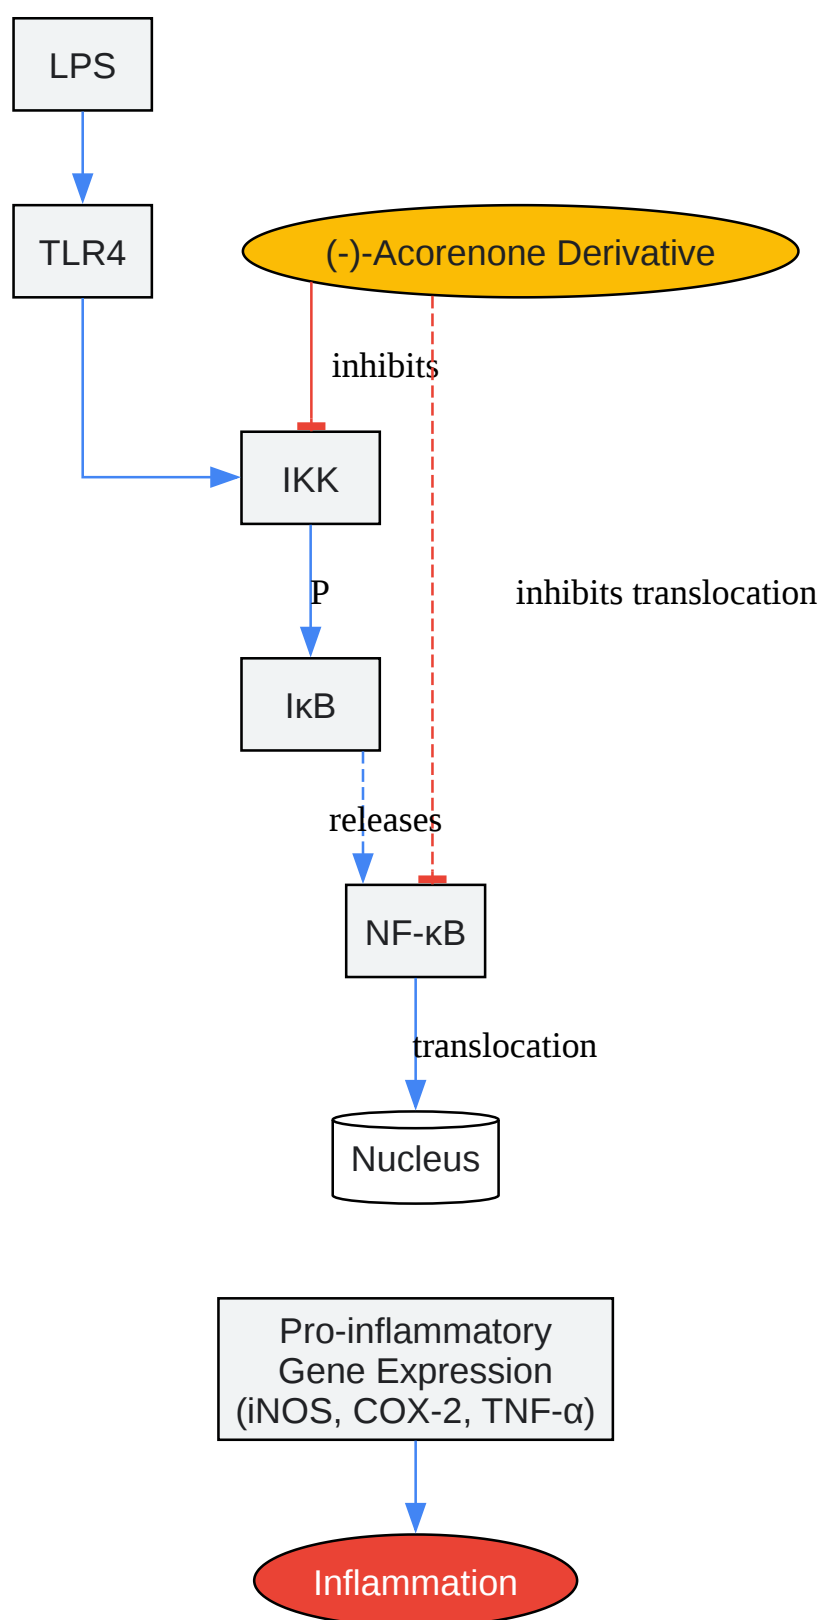 LPS
TLR4
(-)-Acorenone Derivative
inhibits
IKK
P
inhibits translocation
IκB
releases
NF-κB
translocation
Nucleus
Pro-inflammatory
Gene Expression
(iNOS, COX-2, TNF-α)
Inflammation